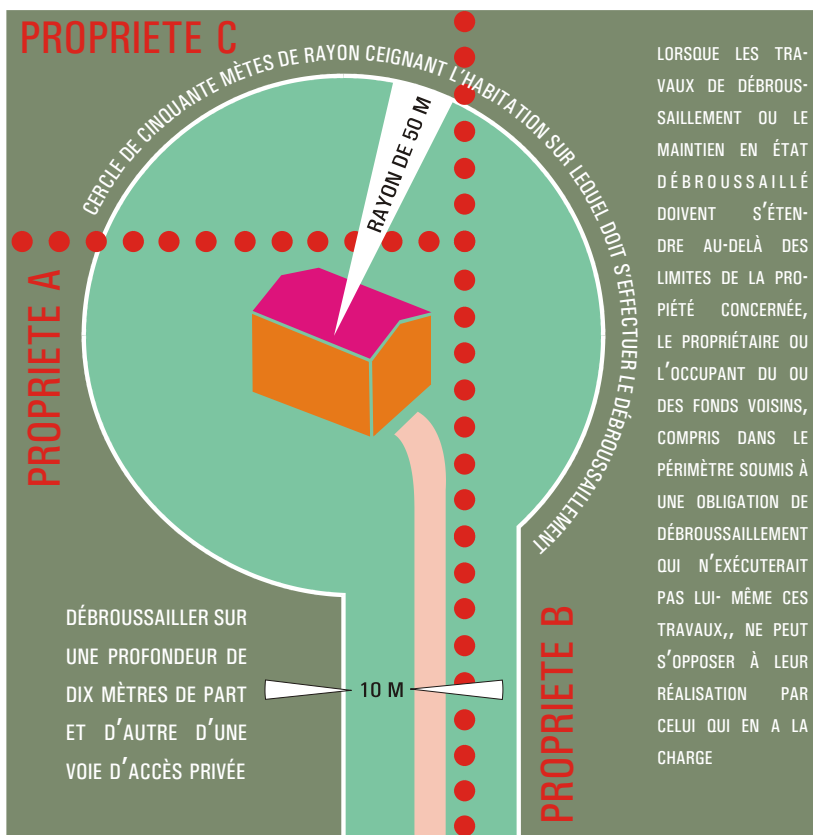 PROPRIETE C
CERCLE DE CINQUANTE MÈTES DE RAYON CEIGNANT L'HABITATION SUR LEQUEL DOIT S'EFFECTUER LE DÉBROUSSAILLEMENT
RAYON DE 50 M
PROPRIETE A
DÉBROUSSAILLER SUR
UNE PROFONDEUR DE
DIX MÈTRES DE PART
ET D'AUTRE D'UNE
VOIE D'ACCÈS PRIVÉE
10 M
PROPRIETE B
LORSQUE LES TRA-
VAUX DE DÉBROUS-
SAILLEMENT OU LE
MAINTIEN EN ÉTAT
DÉBROUSSAILLÉ
DOIVENT S'ÉTEN-
DRE AU-DELÀ DES
LIMITES DE LA PRO-
PIÉTÉ CONCERNÉE,
LE PROPRIÉTAIRE OU
L'OCCUPANT DU OU
DES FONDS VOISINS,
COMPRIS DANS LE
PÉRIMÈTRE SOUMIS À
UNE OBLIGATION DE
DÉBROUSSAILLEMENT
QUI N'EXÉCUTERAIT
PAS LUI- MÊME CES
TRAVAUX,, NE PEUT
S'OPPOSER À LEUR
RÉALISATION PAR
CELUI QUI EN A LA
CHARGE